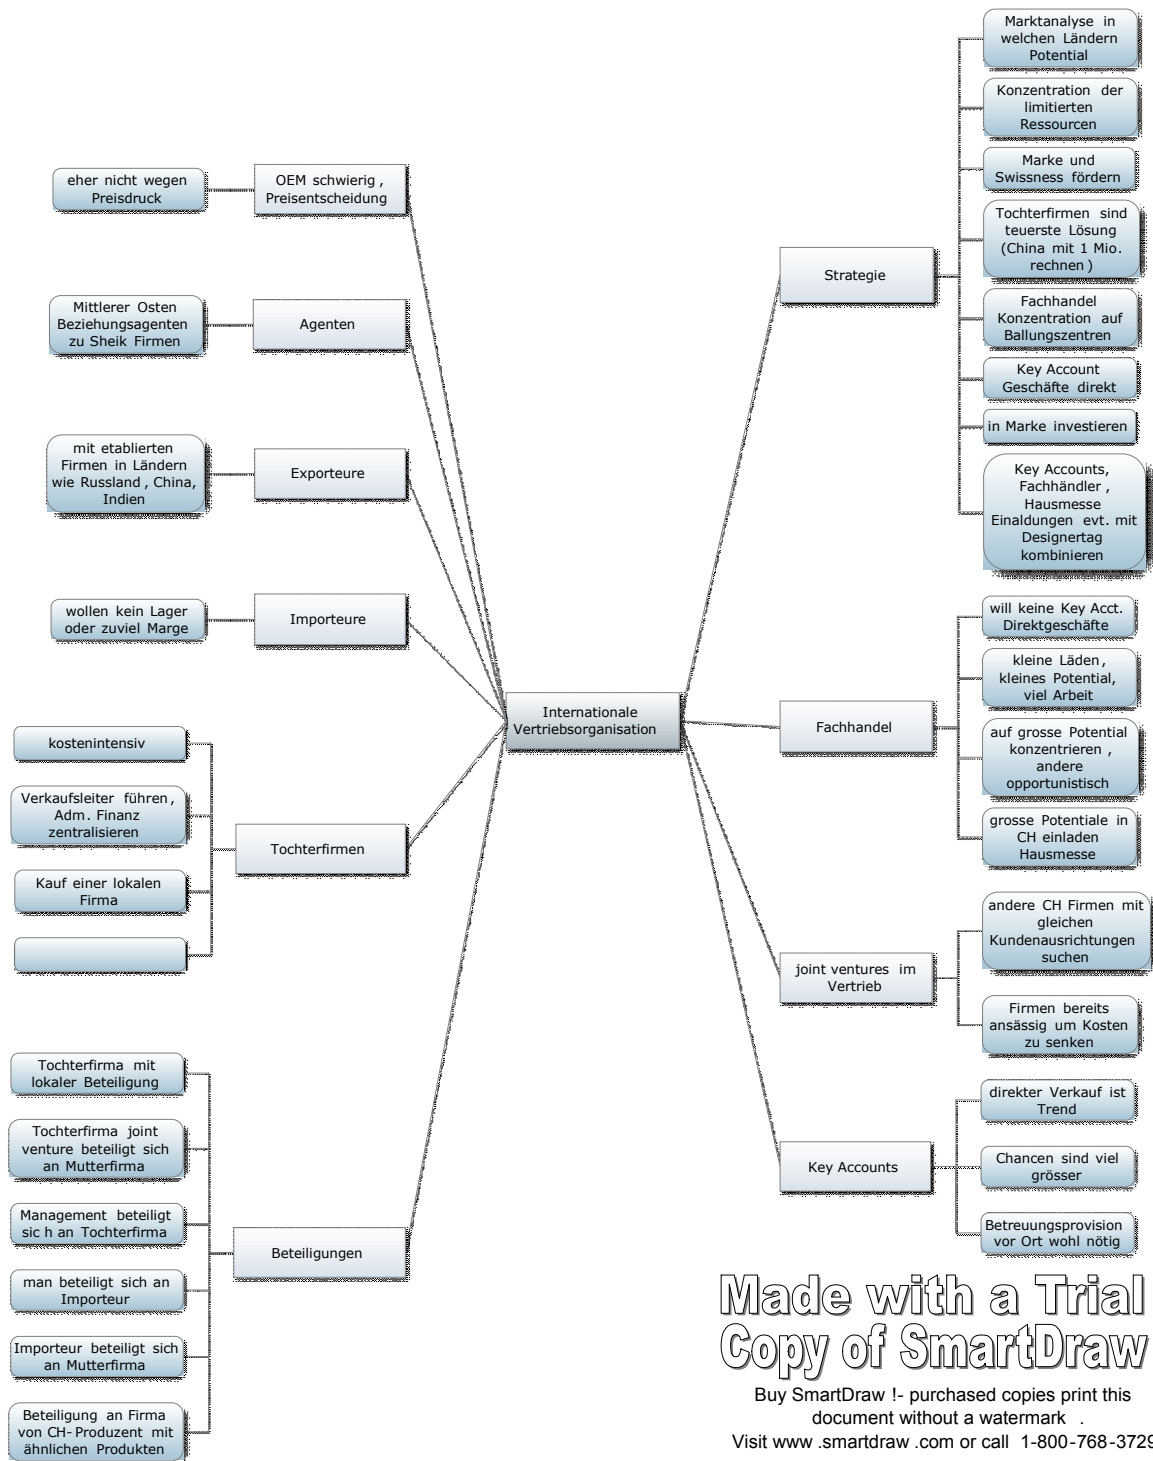 Internationale
Vertriebsorganisation
OEM schwierig ,
Preisentscheidung
eher nicht wegen
Preisdruck
Agenten
Mittlerer Osten
Beziehungsagenten
zu Sheik Firmen
Exporteure
mit etablierten
Firmen in Ländern
wie Russland , China,
Indien
Importeure
wollen kein Lager
oder zuviel Marge
Tochterfirmen
kostenintensiv
Verkaufsleiter führen ,
Adm. Finanz
zentralisieren
Kauf einer lokalen
Firma
Beteiligungen
Tochterfirma mit
lokaler Beteiligung
Tochterfirma joint
venture beteiligt sich
an Mutterfirma
Management beteiligt
sic h an Tochterfirma
man beteiligt sich an
Importeur
Importeur beteiligt sich
an Mutterfirma
Beteiligung an Firma
von CH- Produzent mit
ähnlichen Produkten
Strategie
Marktanalyse in
welchen Ländern
Potential
Konzentration der
limitierten
Ressourcen
Marke und
Swissness fördern
Tochterfirmen sind
teuerste Lösung
(China mit 1 Mio.
rechnen )
Fachhandel
Konzentration auf
Ballungszentren
Key Account
Geschäfte direkt
in Marke investieren
Key Accounts,
Fachhändler ,
Hausmesse
Einaldungen evt. mit
Designertag
kombinieren
Fachhandel
will keine Key Acct.
Direktgeschäfte
kleine Läden ,
kleines Potential,
viel Arbeit
auf grosse Potential
konzentrieren ,
andere
opportunistisch
grosse Potentiale in
CH einladen
Hausmesse
joint ventures im
Vertrieb
andere CH Firmen mit
gleichen
Kundenausrichtungen
suchen
Firmen bereits
ansässig um Kosten
zu senken
Key Accounts
direkter Verkauf ist
Trend
Chancen sind viel
grösser
Betreuungsprovision
vor Ort wohl nötig
Made with a Trial
Copy of SmartDraw
Buy SmartDraw !- purchased copies print this
document without a watermark .
Visit www .smartdraw .com or call 1-800-768-3729